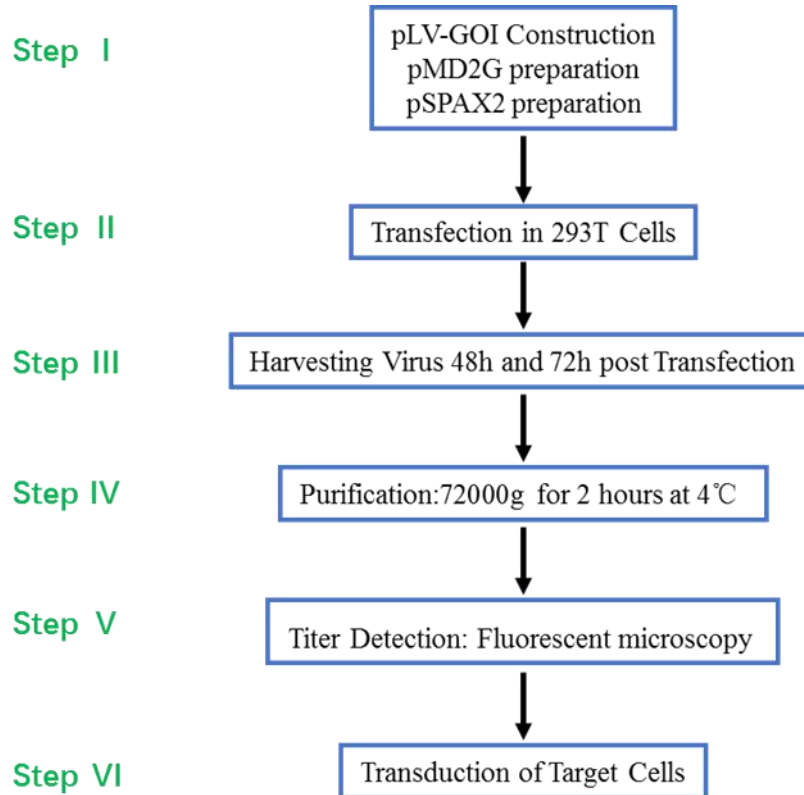 Step I
pLV-GOI Construction
pMD2G preparation
pSPAX2 preparation
Step II
Transfection in 293T Cells
Step III
Harvesting Virus 48h and 72h post Transfection
Step IV
Purification:72000g for 2 hours at 4℃
Step V
Titer Detection: Fluorescent microscopy
Step VI
Transduction of Target Cells